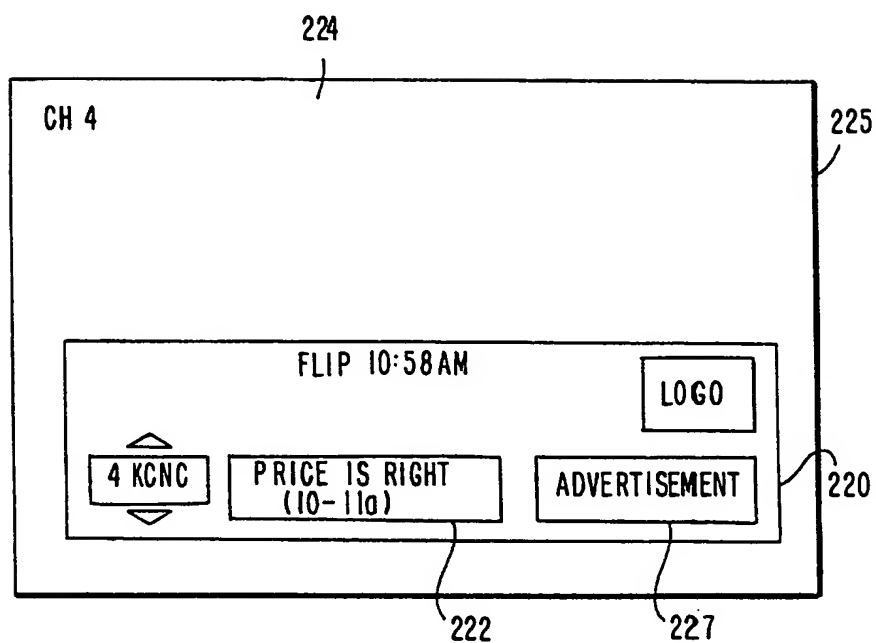 224
CH 4
225
FLIP 10:58AM
LOGO
4 KCNC
PRICE IS RIGHT
(10-11a)
ADVERTISEMENT
220
222
227